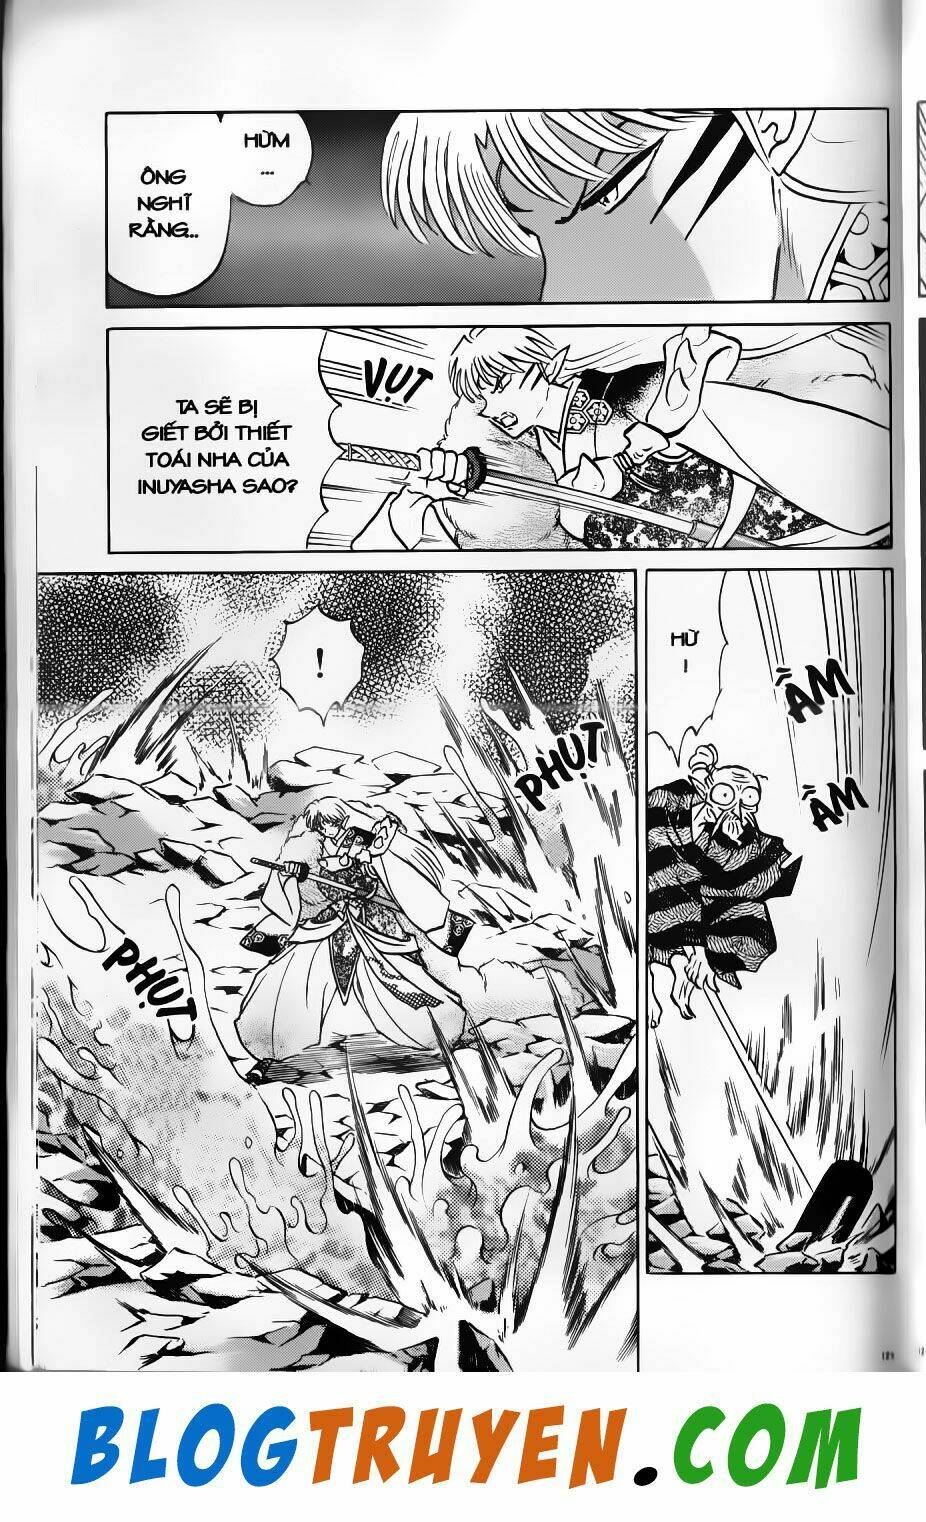 HỪM
...
ÔNG
NGHĨ
RẰNG...
VỤT
TA SẼ BỊ
GIẾT BỞI THIẾT
TOÁI NHA CỦA
INUYASHA SAO?
HỪ
!
ẦM
ẦM
!
PHỤT
PHỤT
121
BLOGTRUYEN.COM